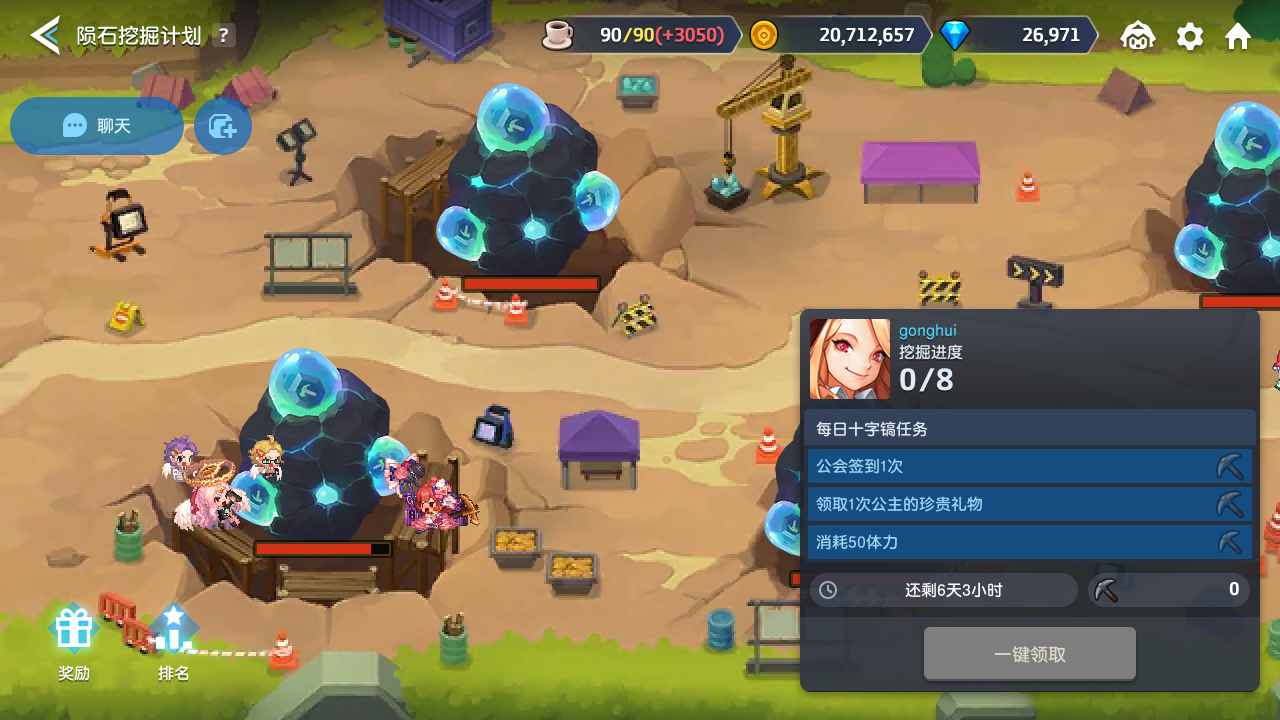 陨石挖掘计划 ?
90/90(+3050)
20,712,657
26,971
聊天
gonghui
挖掘进度
0/8
每日十字镐任务
公会签到1次
领取1次公主的珍贵礼物
消耗50体力
还剩6天3小时
0
一键领取
奖励
排名